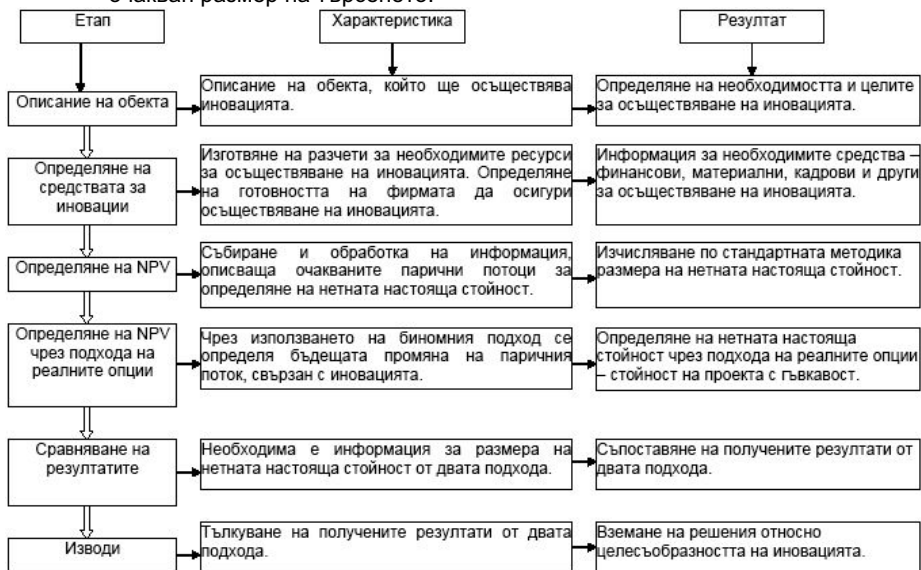 Етап
Характеристика
Резултат
Описание на обекта
Описание на обекта, който ще осъществява
иновацията.
Определяне на необходимостта и целите
за осъществяване на иновацията.
Определяне на
средствата за
иновации
Изготвяне на разчети за необходимите ресурси
за осъществяване на иновацията. Определяне
на готовността на фирмата да осигури
осъществяване на иновацията.
Информация за необходимите средства –
финансови, материални, кадрови и други
за осъществяване на иновацията.
Определяне на NPV
Събиране и обработка на информация,
описваща очакваните парични потоци за
определяне на нетната настояща стойност.
Изчисляване по стандартната методика
размера на нетната настояща стойност.
Определяне на NPV
чрез подхода на
реалните опции
Чрез използването на биномния подход се
определя бъдещата промяна на паричния
поток, свързан с иновацията.
Определяне на нетната настояща
стойност чрез подхода на реалните опции
– стойност на проекта с гъвкавост.
Сравняване на
резултатите
Необходима е информация за размера на
нетната настояща стойност от двата подхода.
Съпоставяне на получените резултати от
двата подхода.
Изводи
Тълкуване на получените резултати от двата
подхода.
Вземане на решения относно
целесъобразността на иновацията.